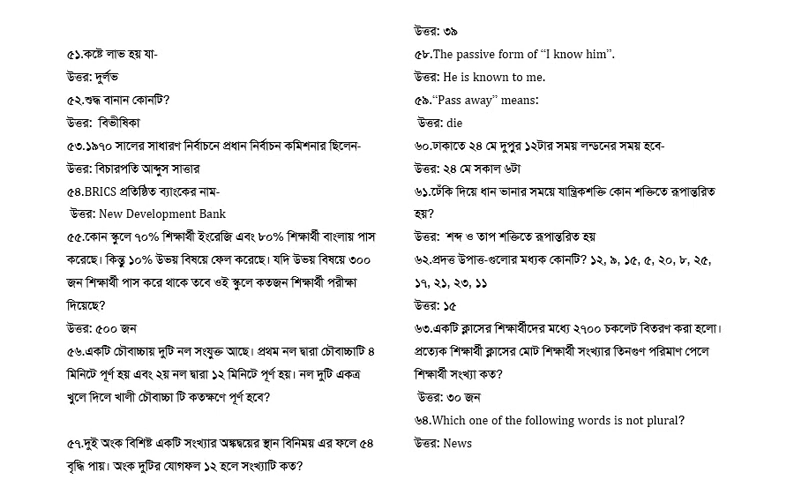 ৫১.কষ্টে লাভ হয় যা-
উত্তর: দুর্লভ
৫২.শুদ্ধ বানান কোনটি?
উত্তর: বিভীষিকা
৫৩.১৯৭০ সালের সাধারণ নির্বাচনে প্রধান নির্বাচন কমিশনার ছিলেন-
উত্তর: বিচারপতি আব্দুস সাত্তার
৫৪.BRICS প্রতিষ্ঠিত ব্যাংকের নাম-
উত্তর: New Development Bank
৫৫.কোন স্কুলে ৭০% শিক্ষার্থী ইংরেজি এবং ৮০% শিক্ষার্থী বাংলায় পাস
করেছে। কিন্তু ১০% উভয় বিষয়ে ফেল করেছে। যদি উভয় বিষয়ে ৩০০
জন শিক্ষার্থী পাস করে থাকে তবে ওই স্কুলে কতজন শিক্ষার্থী পরীক্ষা
দিয়েছে?
উত্তর: ৫০০ জন
৫৬.একটি চৌবাচ্চায় দুটি নল সংযুক্ত আছে। প্রথম নল দ্বারা চৌবাচ্চাটি ৪
মিনিটে পূর্ণ হয় এবং ২য় নল দ্বারা ১২ মিনিটে পূর্ণ হয়। নল দুটি একত্র
খুলে দিলে খালী চৌবাচ্চা টি কতক্ষণে পূর্ণ হবে?
৫৭.দুই অংক বিশিষ্ট একটি সংখ্যার অঙ্কদ্বয়ের স্থান বিনিময় এর ফলে ৫৪
বৃদ্ধি পায়। অংক দুটির যোগফল ১২ হলে সংখ্যাটি কত?
উত্তর: ৩৯
৫৮.The passive form of “I know him”.
উত্তর: He is known to me.
৫৯.“Pass away” means:
উত্তর: die
৬০.ঢাকাতে ২৪ মে দুপুর ১২টার সময় লন্ডনের সময় হবে-
উত্তর: ২৪ মে সকাল ৬টা
৬১.ঢেঁকি দিয়ে ধান ভানার সময়ে যান্ত্রিকশক্তি কোন শক্তিতে রূপান্তরিত
হয়?
উত্তর: শব্দ ও তাপ শক্তিতে রূপান্তরিত হয়
৬২.প্রদত্ত উপাত্ত-গুলোর মধ্যক কোনটি? ১২, ৯, ১৫, ৫, ২০, ৮, ২৫,
১৭, ২১, ২৩, ১১
উত্তর: ১৫
৬৩.একটি ক্লাসের শিক্ষার্থীদের মধ্যে ২৭০০ চকলেট বিতরণ করা হলো।
প্রত্যেক শিক্ষার্থী ক্লাসের মোট শিক্ষার্থী সংখ্যার তিনগুণ পরিমাণ পেলে
শিক্ষার্থী সংখ্যা কত?
উত্তর: ৩০ জন
৬৪.Which one of the following words is not plural?
উত্তর: News